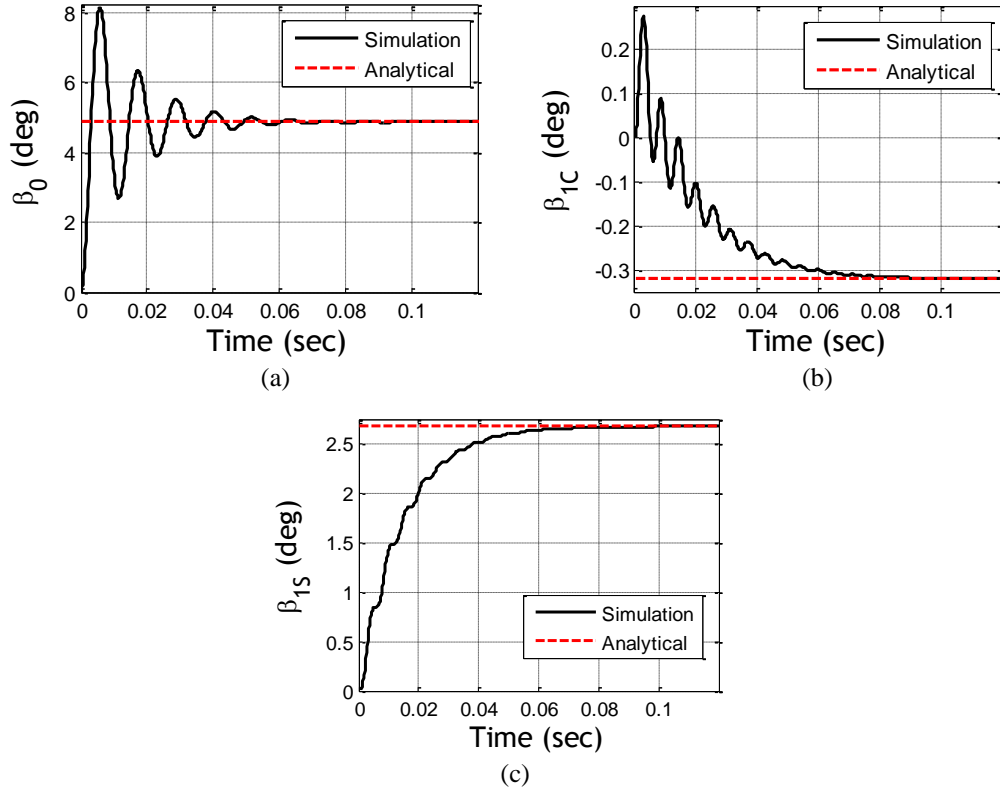 8
6
4
2
0
β0 (deg)
Simulation
Analytical
0 0.02 0.04 0.06 0.08 0.1
Time (sec)
(a)
0.2
0.1
0
-0.1
-0.2
-0.3
β1C (deg)
Simulation
Analytical
0 0.02 0.04 0.06 0.08 0.1
Time (sec)
(b)
2.5
2
1.5
1
0.5
0
β1S (deg)
Simulation
Analytical
0 0.02 0.04 0.06 0.08 0.1
Time (sec)
(c)